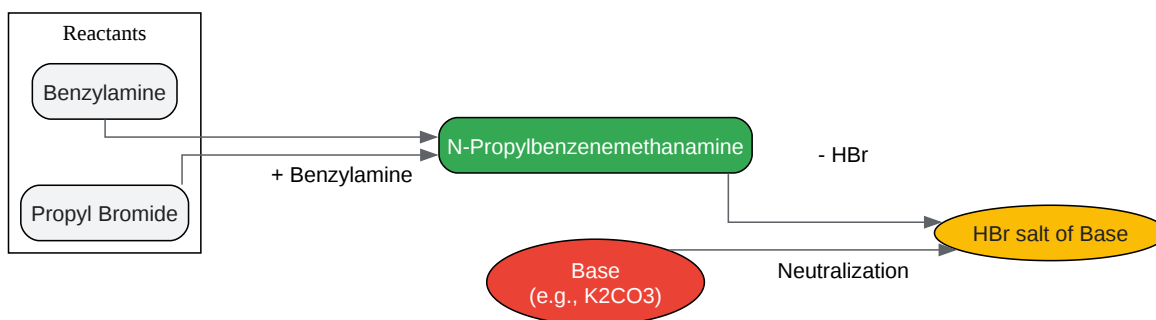 Reactants
Benzylamine
Propyl Bromide
+ Benzylamine
N-Propylbenzenemethanamine
- HBr
Base
(e.g., K2CO3)
Neutralization
HBr salt of Base